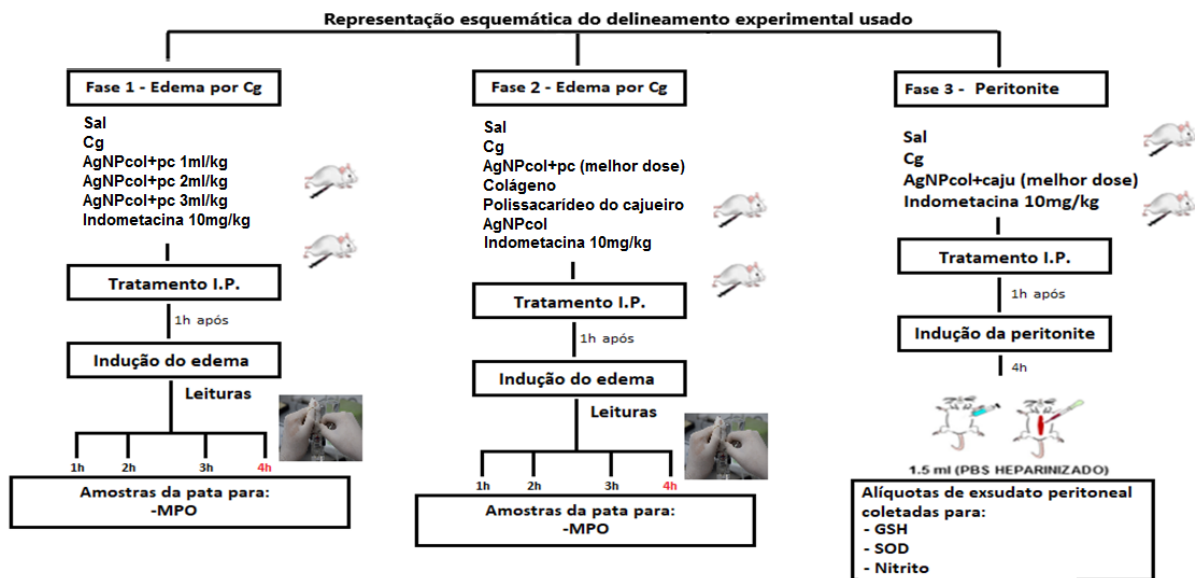 Representação esquemática do delineamento experimental usado
Fase 1 - Edema por Cg
Sal
Cg
AgNPcol+pc 1ml/kg
AgNPcol+pc 2ml/kg
AgNPcol+pc 3ml/kg
Indometacina 10mg/kg
Tratamento I.P.
1h após
Indução do edema
Leituras
1h 2h 3h 4h
Amostras da pata para:
-MPO
Fase 2 - Edema por Cg
Sal
Cg
AgNPcol+pc (melhor dose)
Colágeno
Polissacarídeo do cajueiro
AgNPcol
Indometacina 10mg/kg
Tratamento I.P.
1h após
Indução do edema
Leituras
1h 2h 3h 4h
Amostras da pata para:
-MPO
Fase 3 - Peritonite
Sal
Cg
AgNPcol+caju (melhor dose)
Indometacina 10mg/kg
Tratamento I.P.
1h após
Indução da peritonite
4h
1.5 ml (PBS HEPARINIZADO)
Alíquotas de exsudato peritoneal
coletadas para:
- GSH
- SOD
- Nitrito